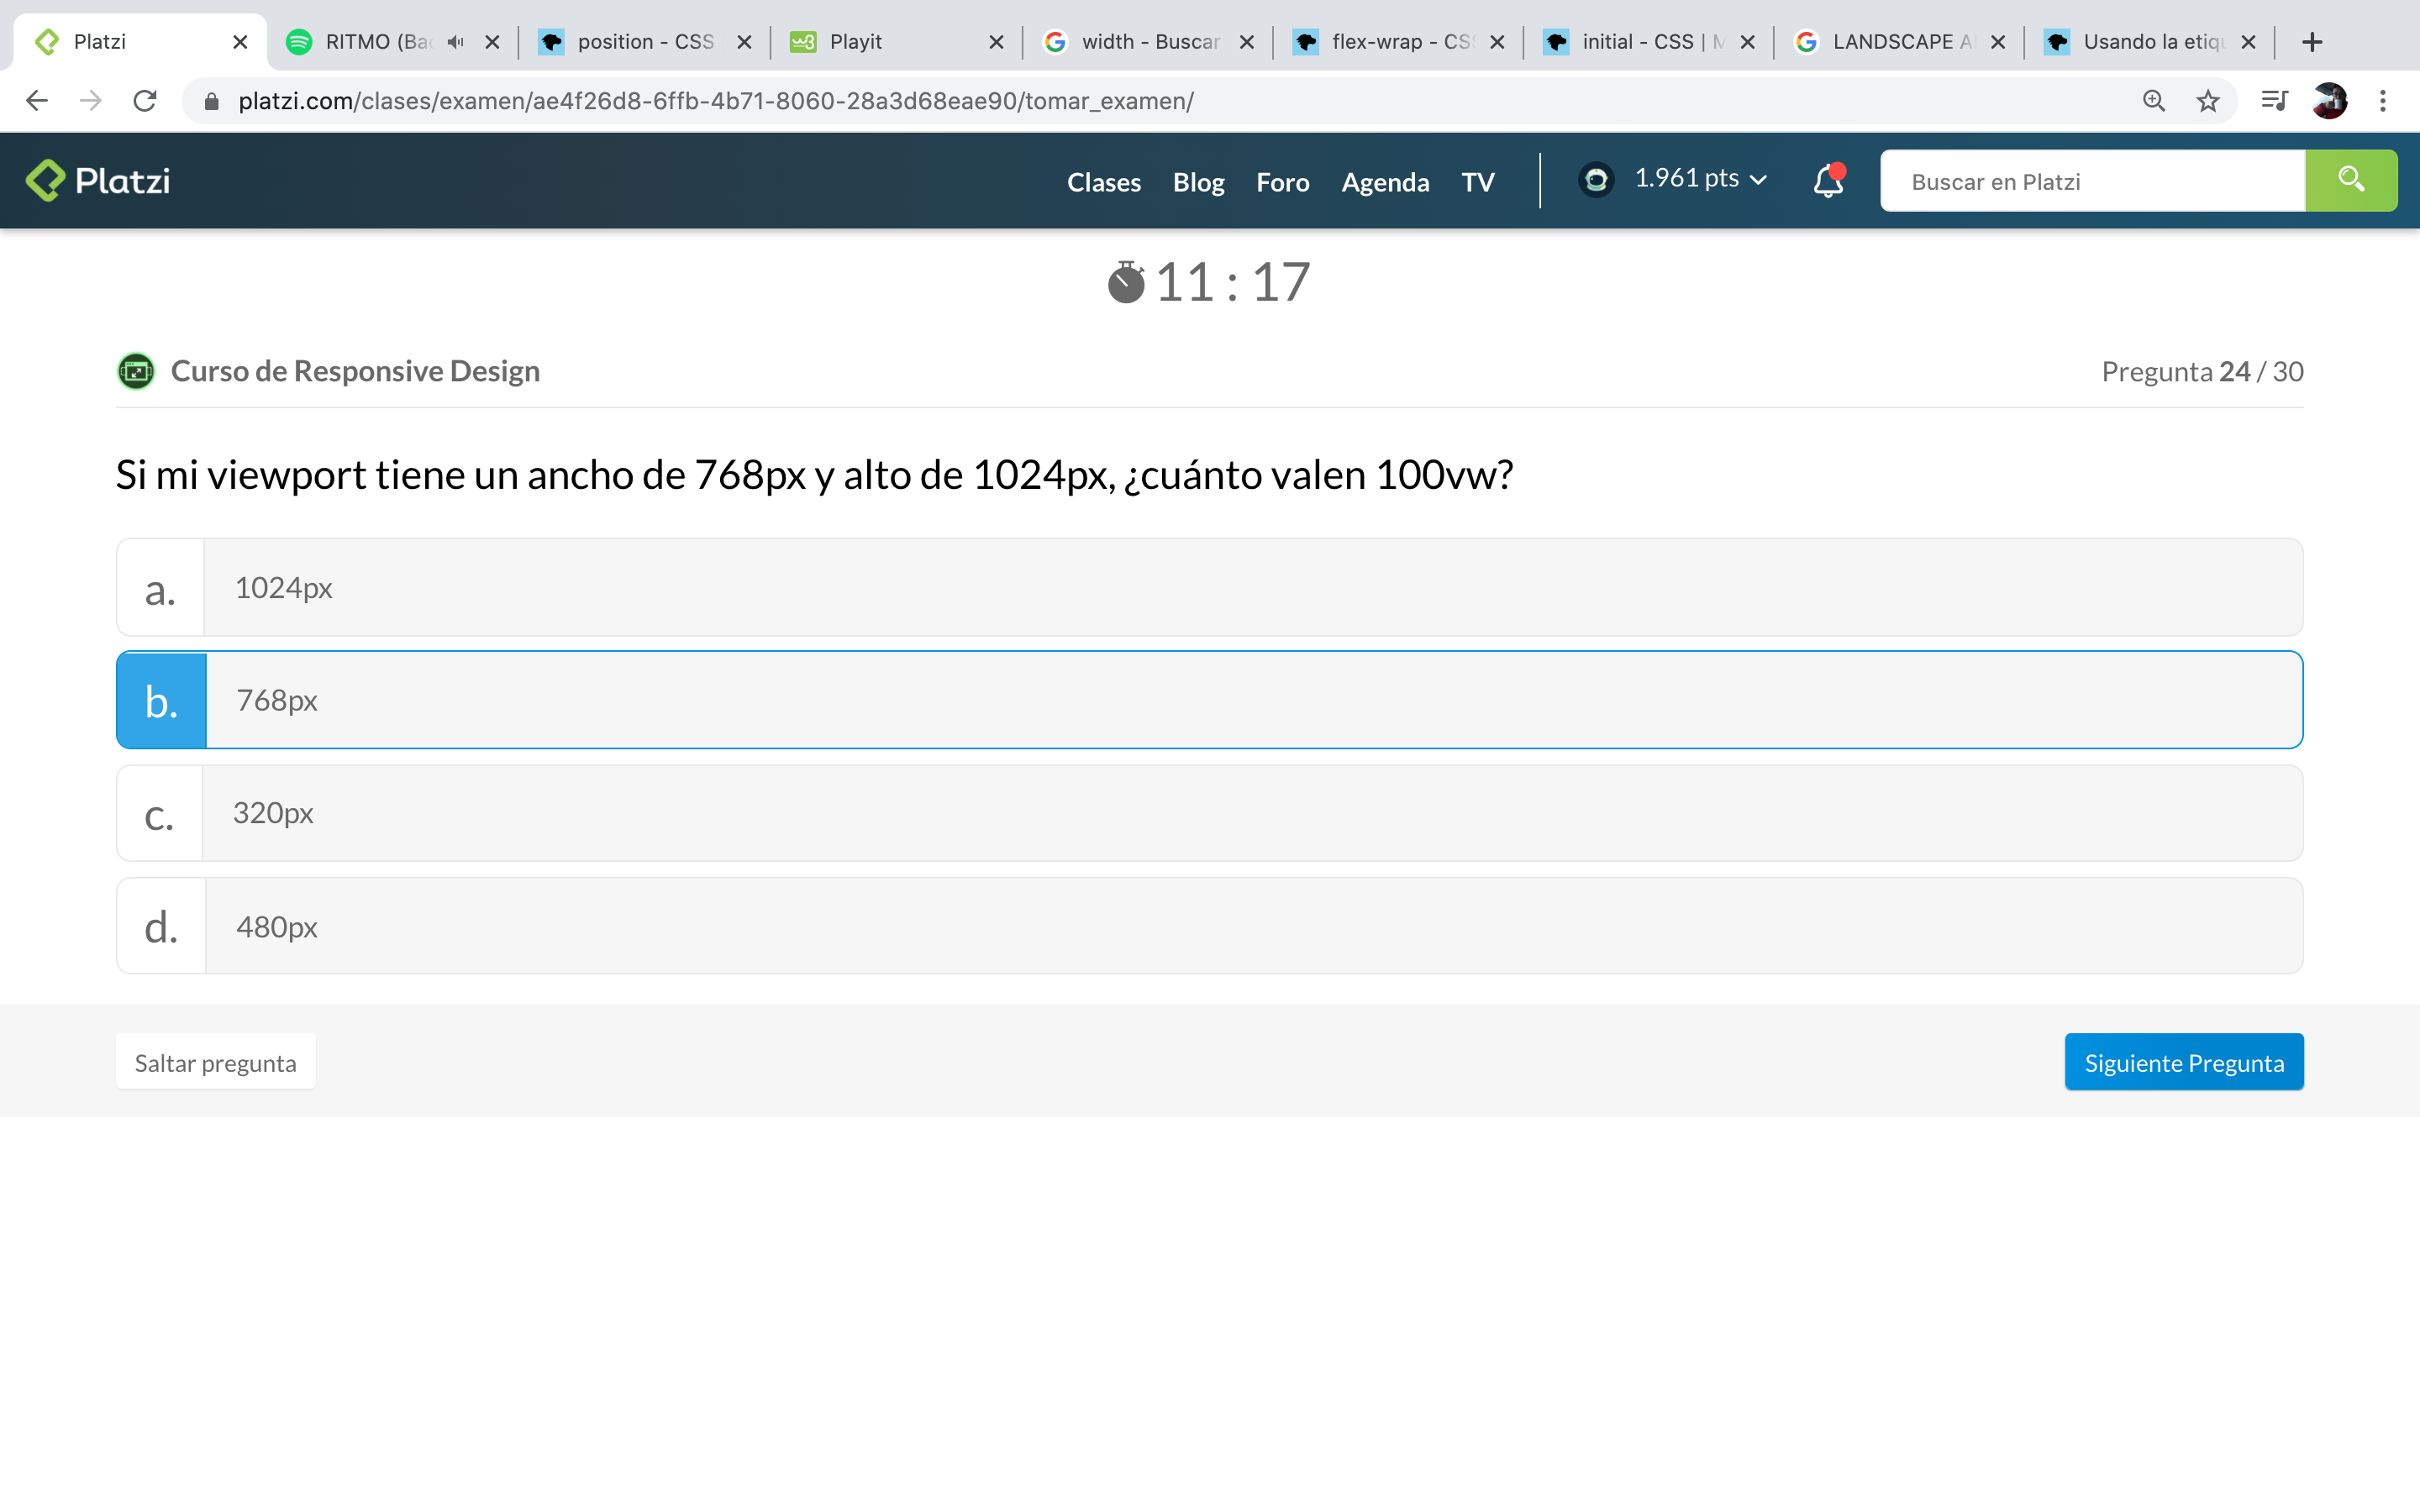 Platzi
RITMO (Bac
position - CSS
Playit
width - Buscar
flex-wrap - CSS
initial - CSS | M
LANDSCAPE A
Usando la etiqu
platzi.com/clases/examen/ae4f26d8-6ffb-4b71-8060-28a3d68eae90/tomar_examen/
Platzi
Clases
Blog
Foro
Agenda
TV
1.961 pts
Buscar en Platzi
11 : 17
Curso de Responsive Design
Pregunta 24 / 30
Si mi viewport tiene un ancho de 768px y alto de 1024px, ¿cuánto valen 100vw?
a. 1024px
b. 768px
c. 320px
d. 480px
Saltar pregunta
Siguiente Pregunta